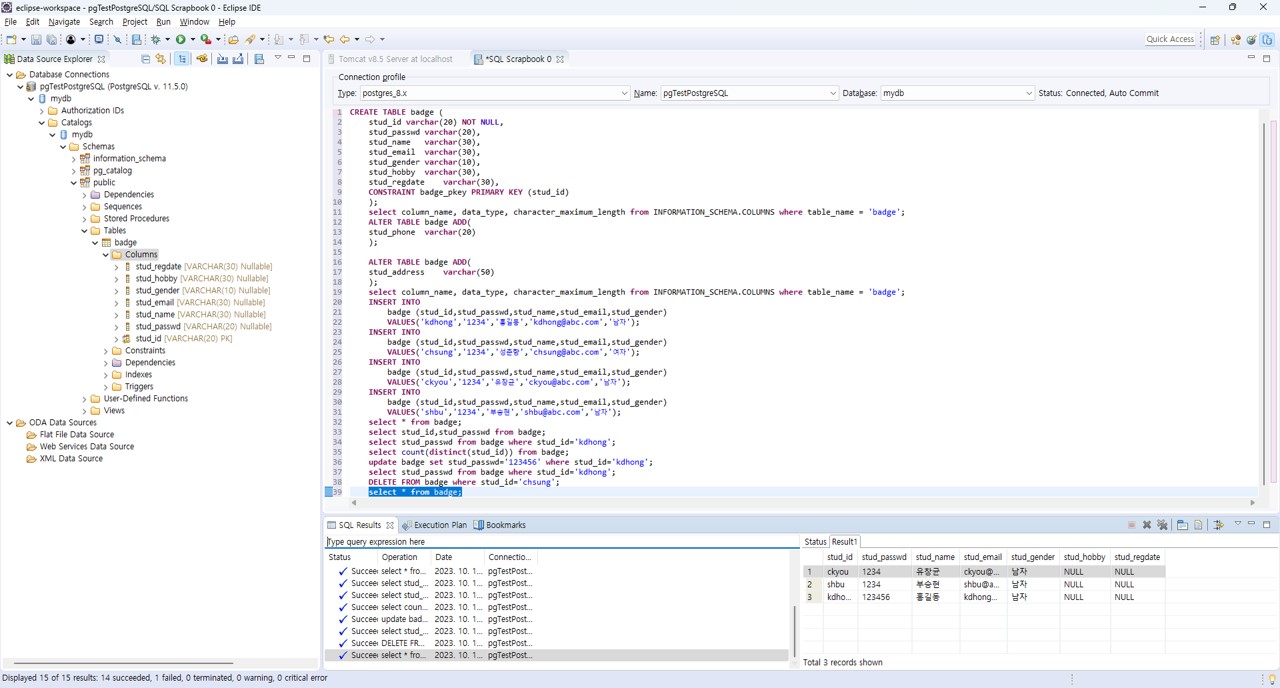 eclipse-workspace - pgTestPostgreSQL/SQL Scrapbook 0 - Eclipse IDE
File Edit Navigate Search Project Run Window Help
Quick Access
Data Source Explorer
Database Connections
pgTestPostgreSQL (PostgreSQL v. 11.5.0)
mydb
Authorization IDs
Catalogs
mydb
Schemas
information_schema
pg_catalog
public
Dependencies
Sequences
Stored Procedures
Tables
badge
Columns
stud_regdate [VARCHAR(30) Nullable]
stud_hobby [VARCHAR(30) Nullable]
stud_gender [VARCHAR(10) Nullable]
stud_email [VARCHAR(30) Nullable]
stud_name [VARCHAR(30) Nullable]
stud_passwd [VARCHAR(20) Nullable]
stud_id [VARCHAR(20) PK]
Constraints
Dependencies
Indexes
Triggers
User-Defined Functions
Views
ODA Data Sources
Flat File Data Source
Web Services Data Source
XML Data Source
Tomcat v8.5 Server at localhost
*SQL Scrapbook 0
Connection profile
Type: postgres_8.x Name: pgTestPostgreSQL Database: mydb Status: Connected, Auto Commit
1 CREATE TABLE badge (
2 stud_id varchar(20) NOT NULL,
3 stud_passwd varchar(20),
4 stud_name varchar(30),
5 stud_email varchar(30),
6 stud_gender varchar(10),
7 stud_hobby varchar(30),
8 stud_regdate varchar(30),
9 CONSTRAINT badge_pkey PRIMARY KEY (stud_id)
10 );
11 select column_name, data_type, character_maximum_length from INFORMATION_SCHEMA.COLUMNS where table_name = 'badge';
12 ALTER TABLE badge ADD(
13 stud_phone varchar(20)
14 );
15
16 ALTER TABLE badge ADD(
17 stud_address varchar(50)
18 );
19 select column_name, data_type, character_maximum_length from INFORMATION_SCHEMA.COLUMNS where table_name = 'badge';
20 INSERT INTO
21 badge (stud_id,stud_passwd,stud_name,stud_email,stud_gender)
22 VALUES('kdhong','1234','홍길동','kdhong@abc.com','남자');
23 INSERT INTO
24 badge (stud_id,stud_passwd,stud_name,stud_email,stud_gender)
25 VALUES('chsung','1234','성춘향','chsung@abc.com','여자');
26 INSERT INTO
27 badge (stud_id,stud_passwd,stud_name,stud_email,stud_gender)
28 VALUES('ckyou','1234','유창균','ckyou@abc.com','남자');
29 INSERT INTO
30 badge (stud_id,stud_passwd,stud_name,stud_email,stud_gender)
31 VALUES('shbu','1234','부승현','shbu@abc.com','남자');
32 select * from badge;
33 select stud_id,stud_passwd from badge;
34 select stud_passwd from badge where stud_id='kdhong';
35 select count(distinct(stud_id)) from badge;
36 update badge set stud_passwd='123456' where stud_id='kdhong';
37 select stud_passwd from badge where stud_id='kdhong';
38 DELETE FROM badge where stud_id='chsung';
39 select * from badge;
SQL Results Execution Plan Bookmarks
Type query expression here
Status Operation Date Connectio...
Succee select * fro... 2023. 10. 1... pgTestPost...
Succee select stud_... 2023. 10. 1... pgTestPost...
Succee select stud_... 2023. 10. 1... pgTestPost...
Succee select coun... 2023. 10. 1... pgTestPost...
Succee update bad... 2023. 10. 1... pgTestPost...
Succee select stud_... 2023. 10. 1... pgTestPost...
Succee DELETE FR... 2023. 10. 1... pgTestPost...
Succee select * fro... 2023. 10. 1... pgTestPost...
Status Result1
stud_id stud_passwd stud_name stud_email stud_gender stud_hobby stud_regdate
1 ckyou 1234 유창균 ckyou@... 남자 NULL NULL
2 shbu 1234 부승현 shbu@a... 남자 NULL NULL
3 kdho... 123456 홍길동 kdhong... 남자 NULL NULL
Total 3 records shown
Displayed 15 of 15 results: 14 succeeded, 1 failed, 0 terminated, 0 warning, 0 critical error